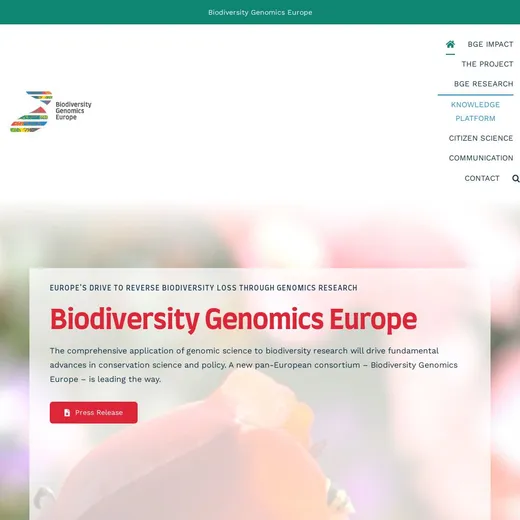 Biodiversity Genomics Europe
BGE IMPACT
THE PROJECT
BGE RESEARCH
KNOWLEDGE
PLATFORM
CITIZEN SCIENCE
COMMUNICATION
CONTACT
Biodiversity
Genomics
Europe
EUROPE'S DRIVE TO REVERSE BIODIVERSITY LOSS THROUGH GENOMICS RESEARCH
Biodiversity Genomics Europe
The comprehensive application of genomic science to biodiversity research will drive fundamental
advances in conservation science and policy. A new pan-European consortium – Biodiversity Genomics
Europe – is leading the way.
Press Release